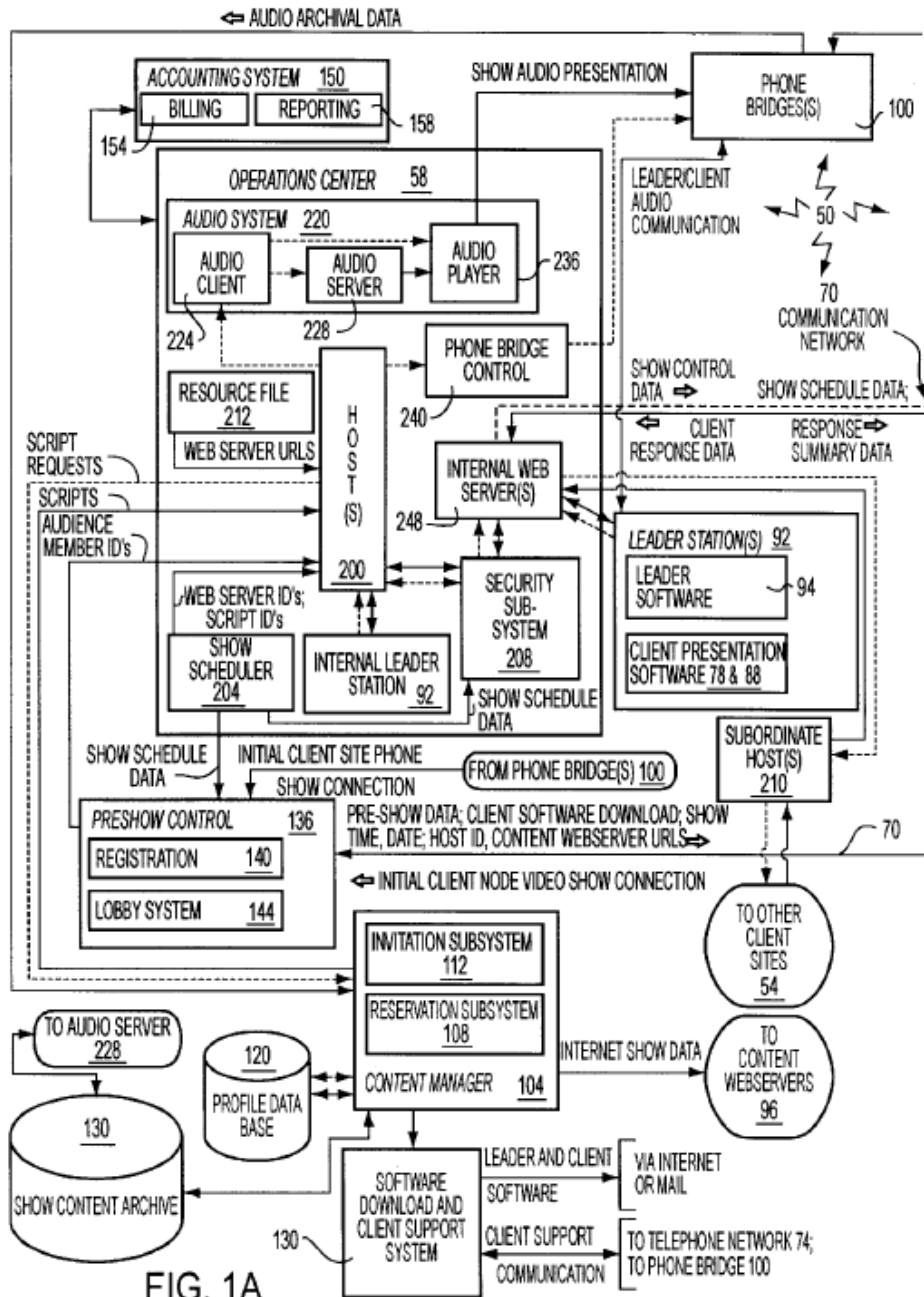 ⇦ AUDIO ARCHIVAL DATA
ACCOUNTING SYSTEM 150
BILLING
REPORTING
154
158
SHOW AUDIO PRESENTATION
PHONE
BRIDGES(S)
100
OPERATIONS CENTER 58
AUDIO SYSTEM 220
AUDIO
CLIENT
224
AUDIO
SERVER
228
AUDIO
PLAYER
236
LEADER/CLIENT
AUDIO
COMMUNICATION
50
70
COMMUNICATION
NETWORK
PHONE BRIDGE
CONTROL
240
RESOURCE FILE
212
WEB SERVER URLS
HOST(S)
200
SHOW CONTROL
DATA ⇨
SHOW SCHEDULE DATA;
⇦ CLIENT
RESPONSE DATA
RESPONSE ⇨
SUMMARY DATA
SCRIPT
REQUESTS
SCRIPTS
AUDIENCE
MEMBER ID's
INTERNAL WEB
SERVER(S)
248
LEADER STATION(S) 92
LEADER
SOFTWARE
94
CLIENT PRESENTATION
SOFTWARE 78 & 88
WEB SERVER ID's;
SCRIPT ID's
SECURITY
SUB-
SYSTEM
208
SHOW
SCHEDULER
204
INTERNAL LEADER
STATION 92
SHOW SCHEDULE
DATA
SHOW SCHEDULE
DATA
INITIAL CLIENT SITE PHONE
SHOW CONNECTION
FROM PHONE BRIDGE(S) 100
SUBORDINATE
HOST(S)
210
PRESHOW CONTROL 136
REGISTRATION 140
LOBBY SYSTEM 144
PRE-SHOW DATA; CLIENT SOFTWARE DOWNLOAD; SHOW
TIME, DATE; HOST ID, CONTENT WEBSERVER URLS ⇨
70
⇦ INITIAL CLIENT NODE VIDEO SHOW CONNECTION
TO OTHER
CLIENT
SITES
54
INVITATION SUBSYSTEM
112
RESERVATION SUBSYSTEM
108
CONTENT MANAGER 104
INTERNET SHOW DATA
TO
CONTENT
WEBSERVERS
96
TO AUDIO SERVER
228
120
PROFILE DATA
BASE
130
SHOW CONTENT ARCHIVE
SOFTWARE
DOWNLOAD AND
CLIENT SUPPORT
SYSTEM
130
LEADER AND CLIENT
SOFTWARE
VIA INTERNET
OR MAIL
CLIENT SUPPORT
COMMUNICATION
TO TELEPHONE NETWORK 74;
TO PHONE BRIDGE 100
FIG. 1A